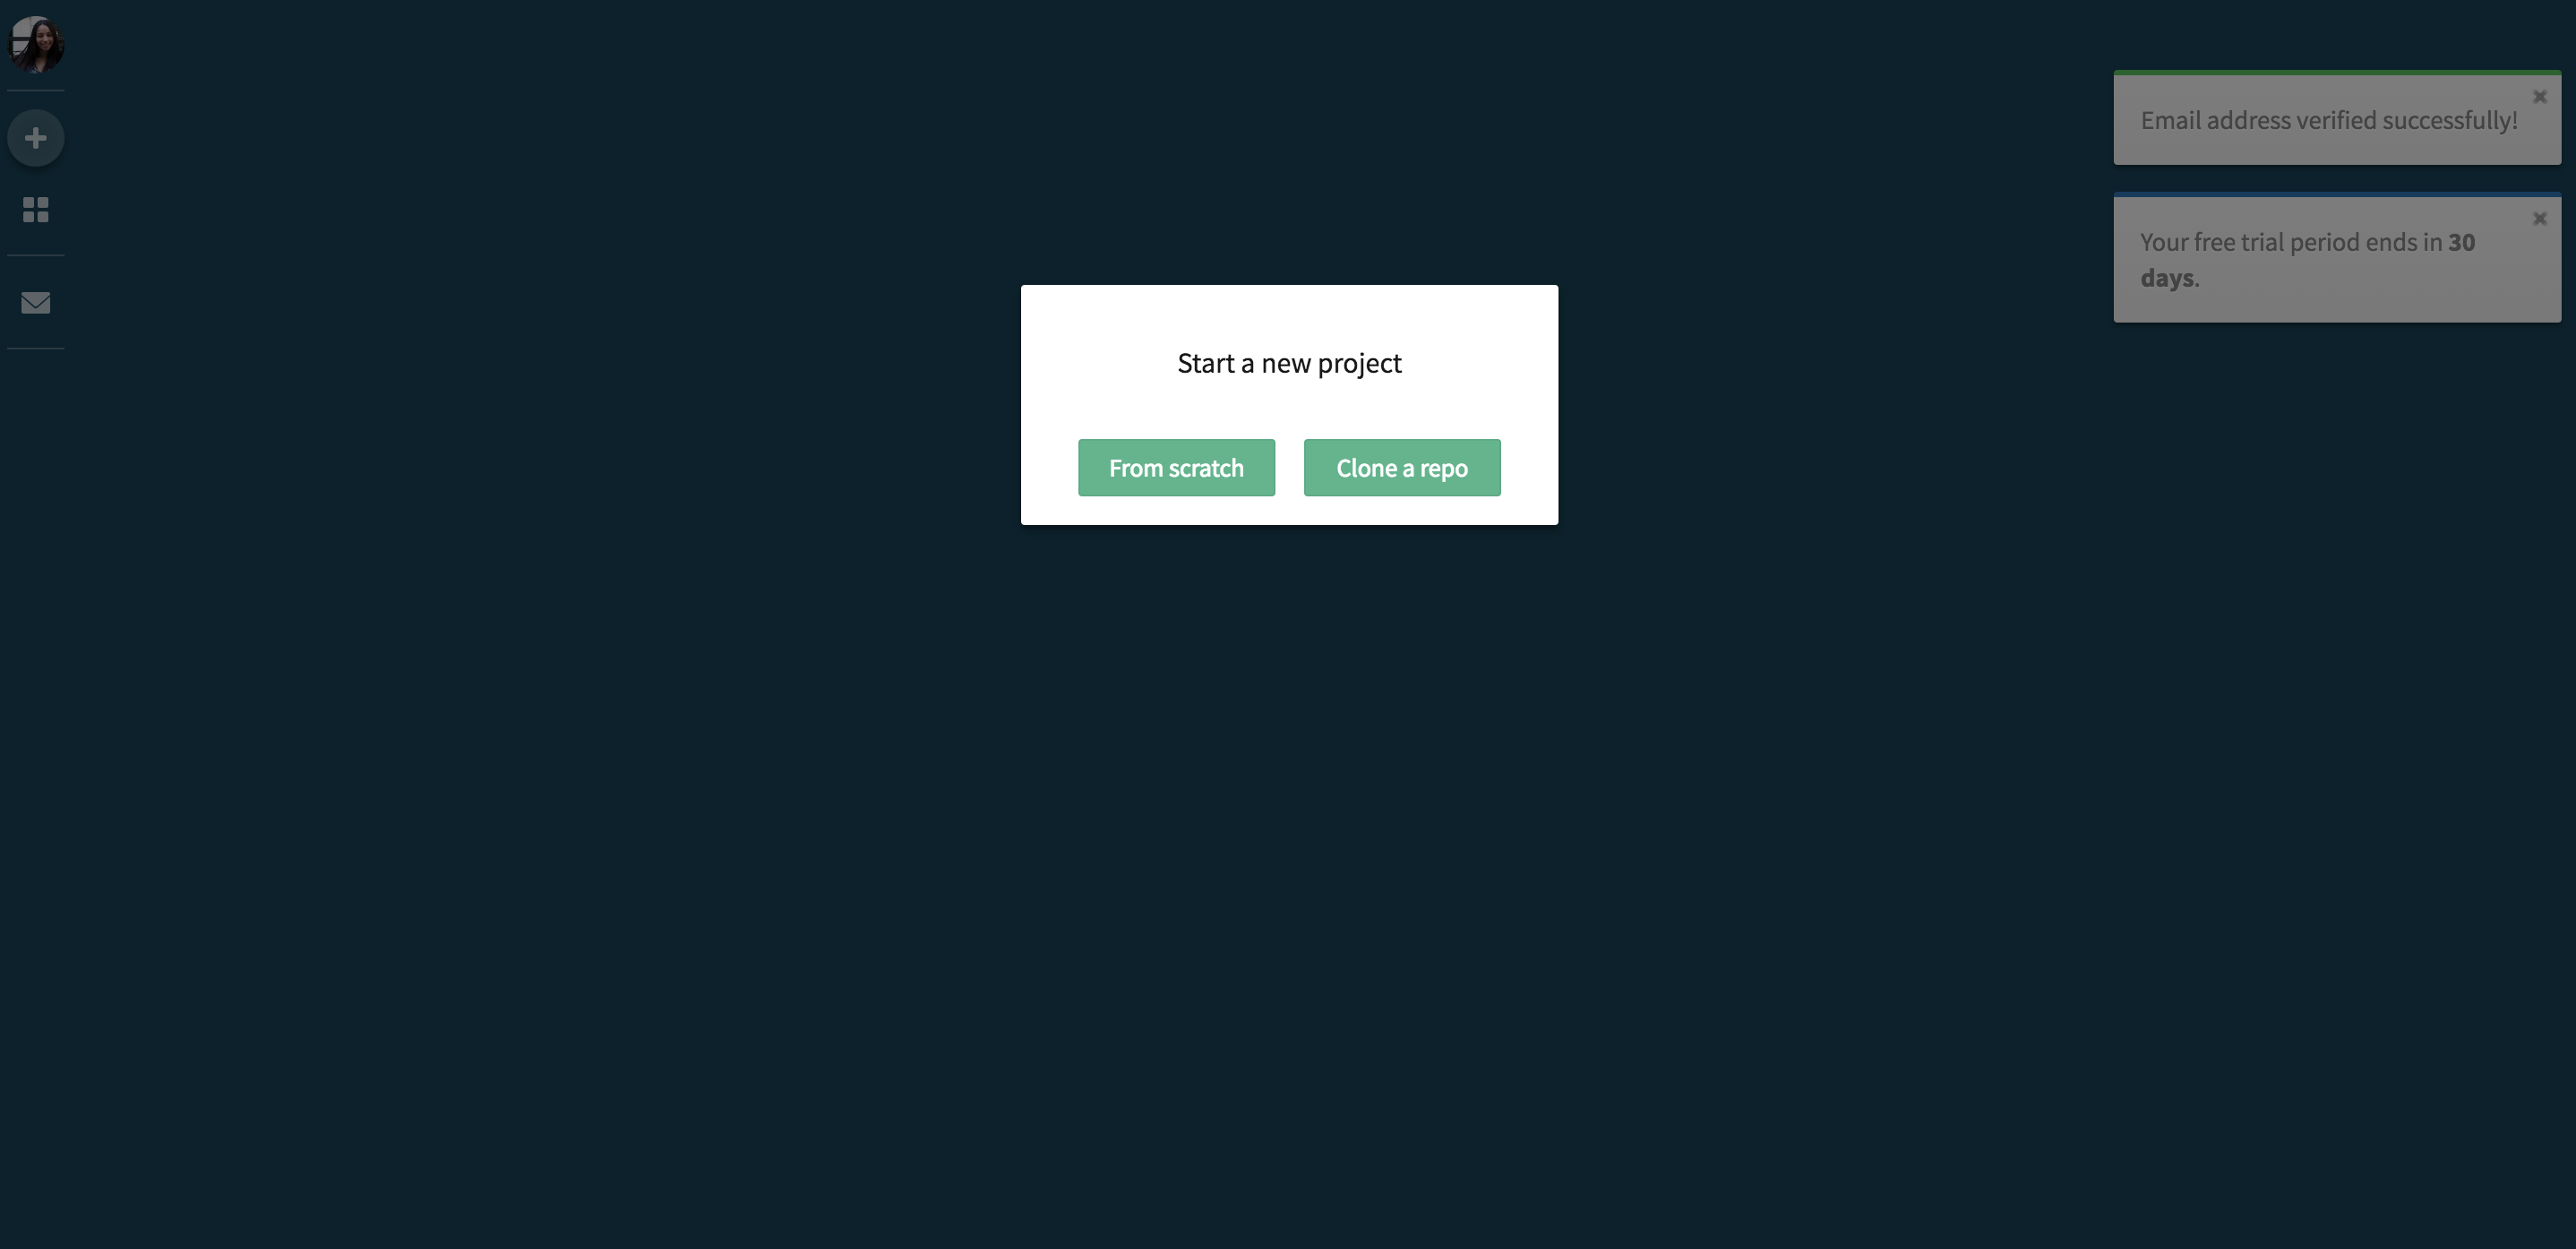 Email address verified successfully!
Your free trial period ends in 30
days.
Start a new project
From scratch
Clone a repo